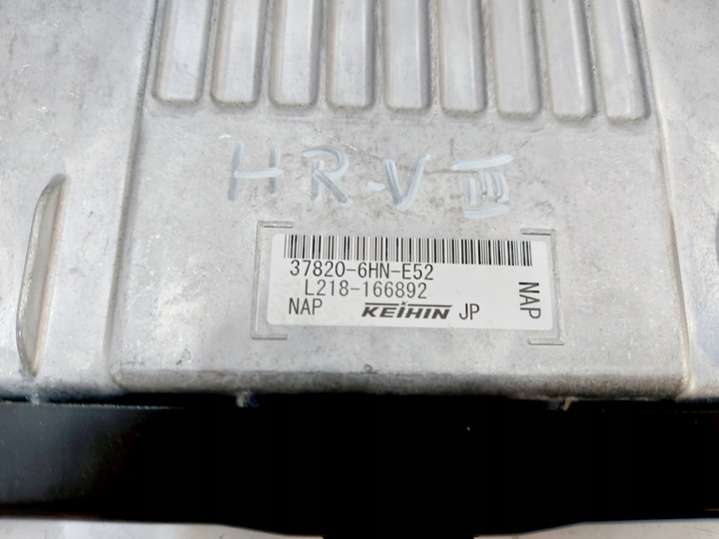 HR-V III
37820-6HN-E52
L218-166892
NAP KEIHIN JP
NAP